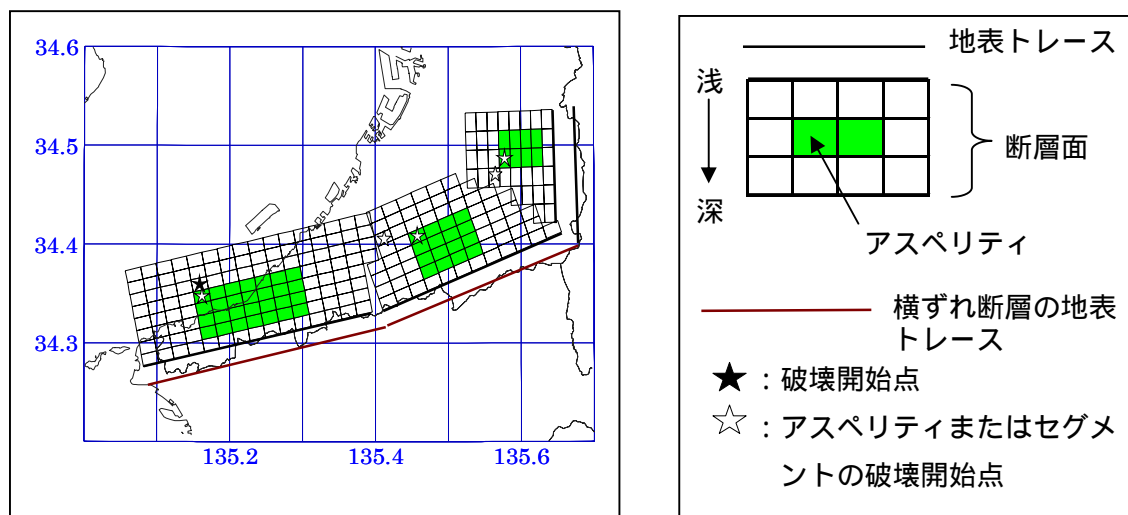 34.6
34.5
34.4
34.3
135.2
135.4
135.6
地表トレース
浅
深
断層面
アスペリティ
横ずれ断層の地表
トレース
★：破壊開始点
☆：アスペリティまたはセグメ
ントの破壊開始点